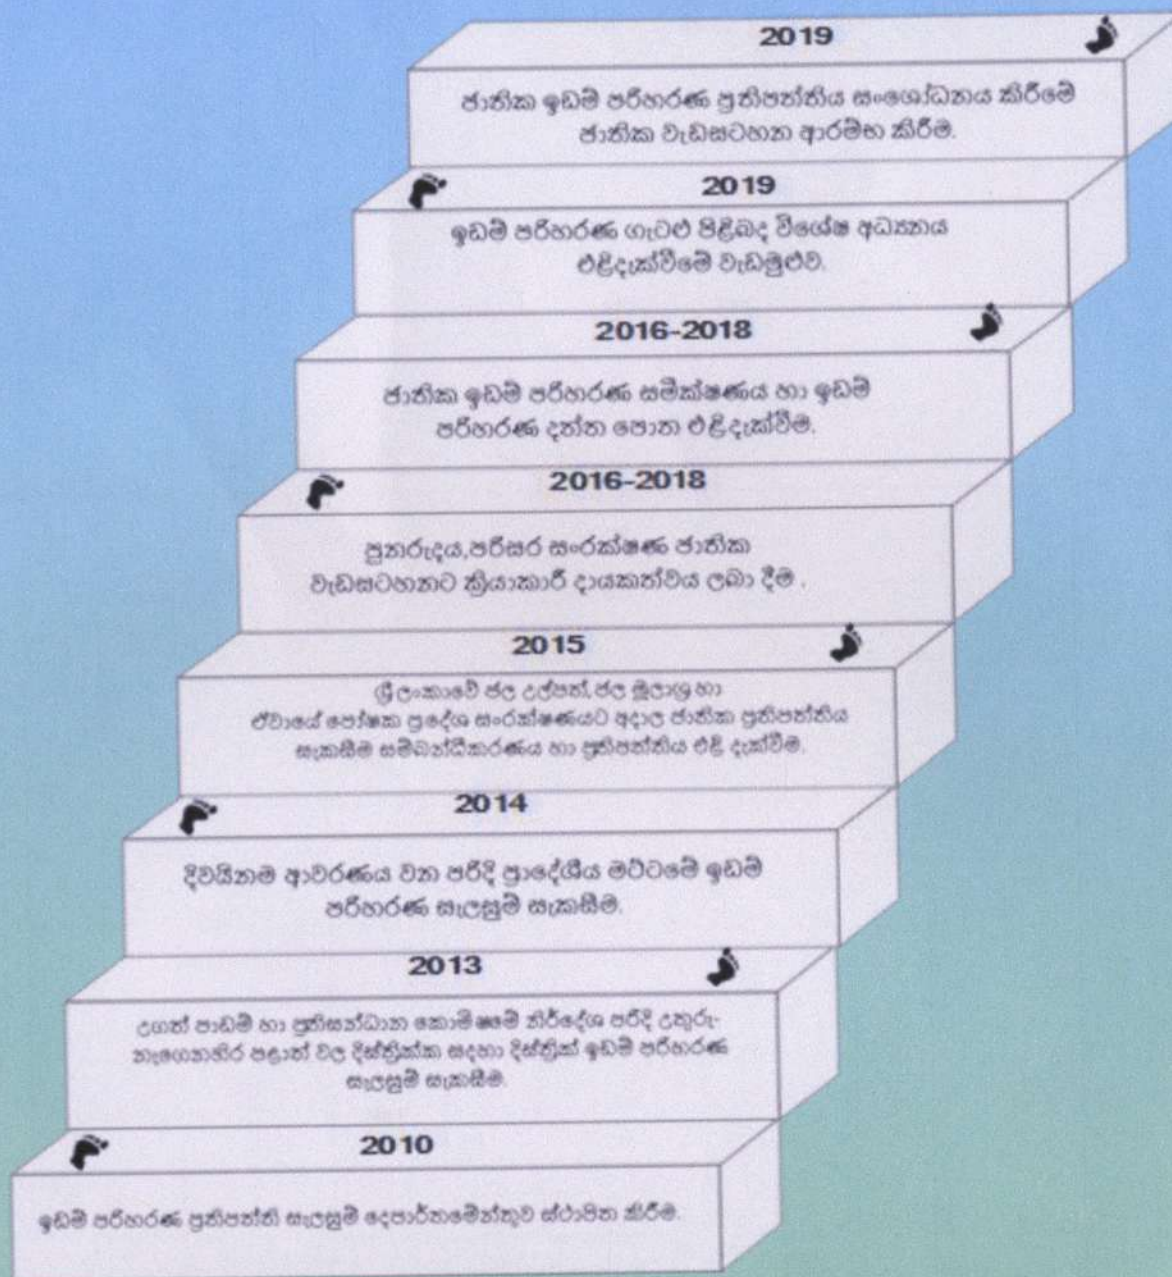 2019
ජාතික ඉඩම් පරිහරණ ප්‍රතිපත්තිය සංශෝධනය කිරීමේ
ජාතික වැඩසටහන ආරම්භ කිරීම.
2019
ඉඩම් පරිහරණ ගැටළු පිළිබද විශේෂ අධ්‍යනය
එළිදැක්වීමේ වැඩමුළුව.
2016-2018
ජාතික ඉඩම් පරිහරණ සමීක්ෂණය හා ඉඩම්
පරිහරණ දත්ත පොත එළිදැක්වීම.
2016-2018
පුනරුදය,පරිසර සංරක්ෂණ ජාතික
වැඩසටහනට ක්‍රියාකාරී දායකත්වය ලබා දීම .
2015
ශ්‍රී ලංකාවේ ජල උල්පත්, ජල මූලාශ්‍ර හා
ඒවායේ පෝෂක ප්‍රදේශ සංරක්ෂණයට අදාල ජාතික ප්‍රතිපත්තිය
සැකසීම සම්බන්ධීකරණය හා ප්‍රතිපත්තිය එළි දැක්වීම.
2014
දිවයිනම ආවරණය වන පරිදි ප්‍රාදේශීය මට්ටමේ ඉඩම්
පරිහරණ සැලසුම් සැකසීම.
2013
උගත් පාඩම් හා ප්‍රතිසන්ධාන කොමිෂමේ නිර්දේශ පරිදි උතුරු-
නැගෙනහිර පළාත් වල දිස්ත්‍රික්ක සදහා දිස්ත්‍රික් ඉඩම් පරිහරණ
සැලසුම් සැකසීම.
2010
ඉඩම් පරිහරණ ප්‍රතිපත්ති සැලසුම් දෙපාර්තමේන්තුව ස්ථාපිත කිරීම.